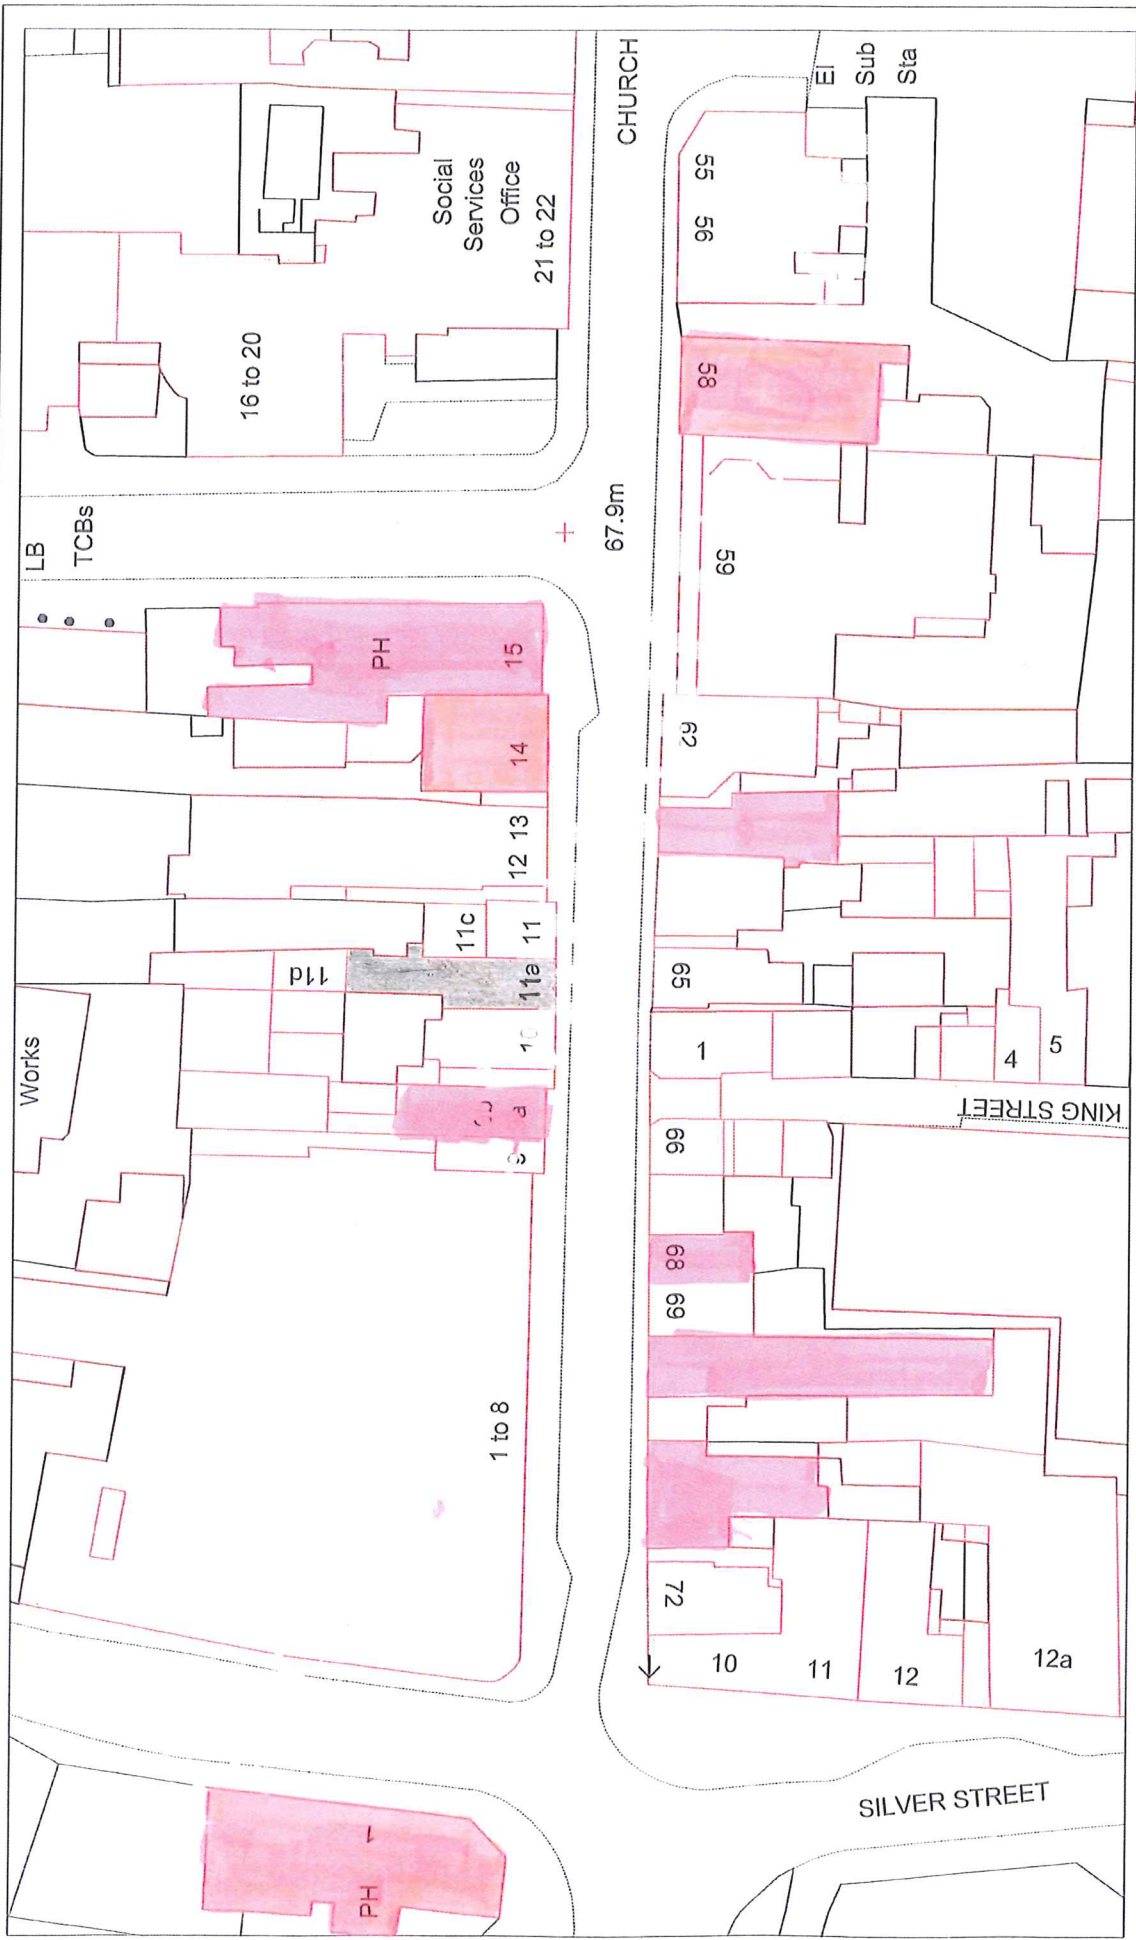 CHURCH
El
Sub
Sta
Social
Services
Office
21 to 22
55
56
16 to 20
58
LB
TCBs
67.9m
59
PH
15
14
62
13
12
11
11c
11a
11d
10
65
1
4
5
Works
KING STREET
a
9
66
68
69
1 to 8
72
10
11
12
12a
SILVER STREET
1
PH